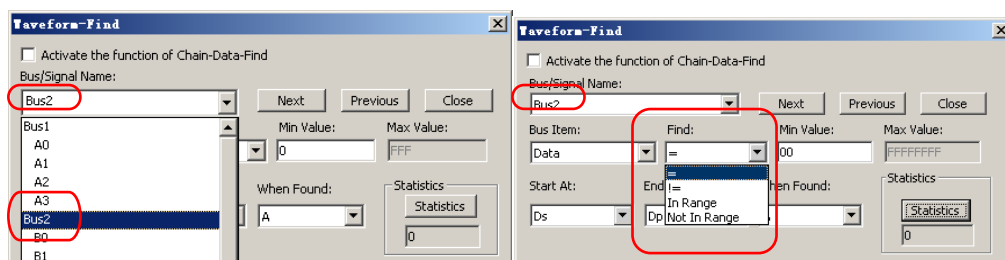 Waveform-Find
Activate the function of Chain-Data-Find
Bus/Signal Name:
Bus2 Next Previous Close
Bus1 Min Value: Max Value:
A0 0 FFF
A1
A2 When Found: Statistics
A3 A Statistics
Bus2 0
B0
B1
Waveform-Find
Activate the function of Chain-Data-Find
Bus/Signal Name:
Bus2 Next Previous Close
Bus Item: Find: Min Value: Max Value:
Data = 00 FFFFFFFF
=
!=
Start At: End When Found: Statistics
In Range
Ds Dp Not In Range Statistics
0